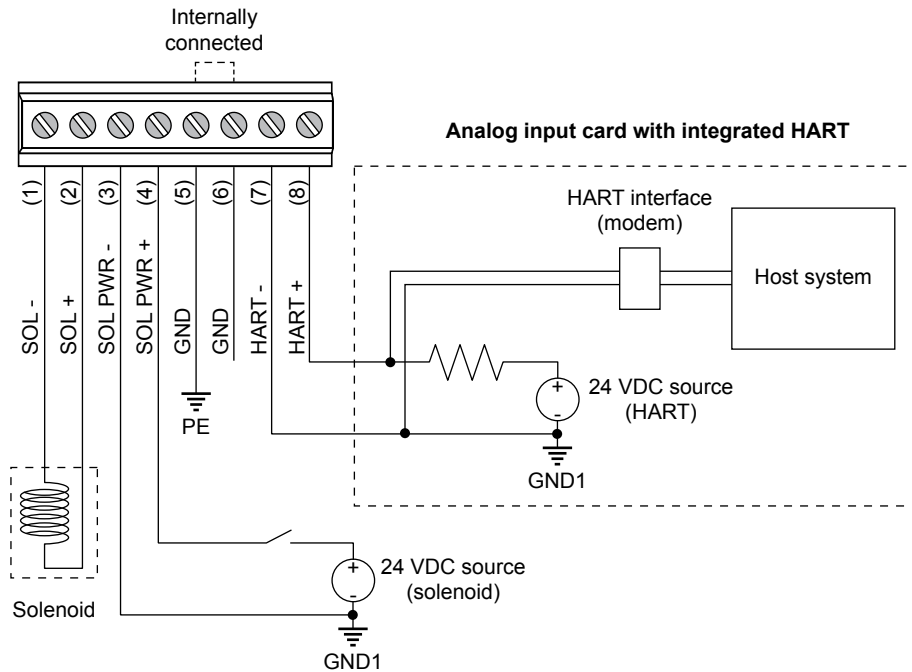 Internally
connected
Analog input card with integrated HART
(1)
(2)
(3)
(4)
(5)
(6)
(7)
(8)
SOL -
SOL +
SOL PWR -
SOL PWR +
GND
GND
HART -
HART +
HART interface
(modem)
Host system
+
-
24 VDC source
(HART)
GND1
PE
Solenoid
+
-
24 VDC source
(solenoid)
GND1